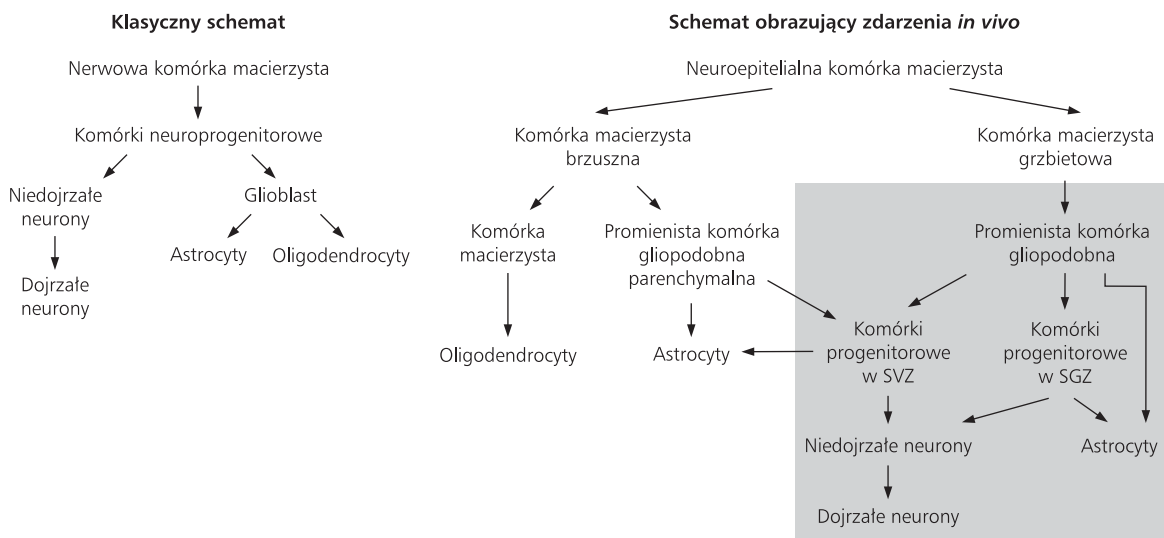 Klasyczny schemat
Nerwowa komórka macierzysta
Komórki neuroprogenitorowe
Niedojrzałe
neurony
Glioblast
Astrocyty
Oligodendrocyty
Dojrzałe
neurony
Schemat obrazujący zdarzenia in vivo
Neuroepitelialna komórka macierzysta
Komórka macierzysta
brzuszna
Komórka macierzysta
grzbietowa
Komórka
macierzysta
Promienista komórka
gliopodobna
parenchymalna
Promienista komórka
gliopodobna
Oligodendrocyty
Astrocyty
Komórki
progenitorowe
w SVZ
Komórki
progenitorowe
w SGZ
Niedojrzałe neurony
Astrocyty
Dojrzałe neurony